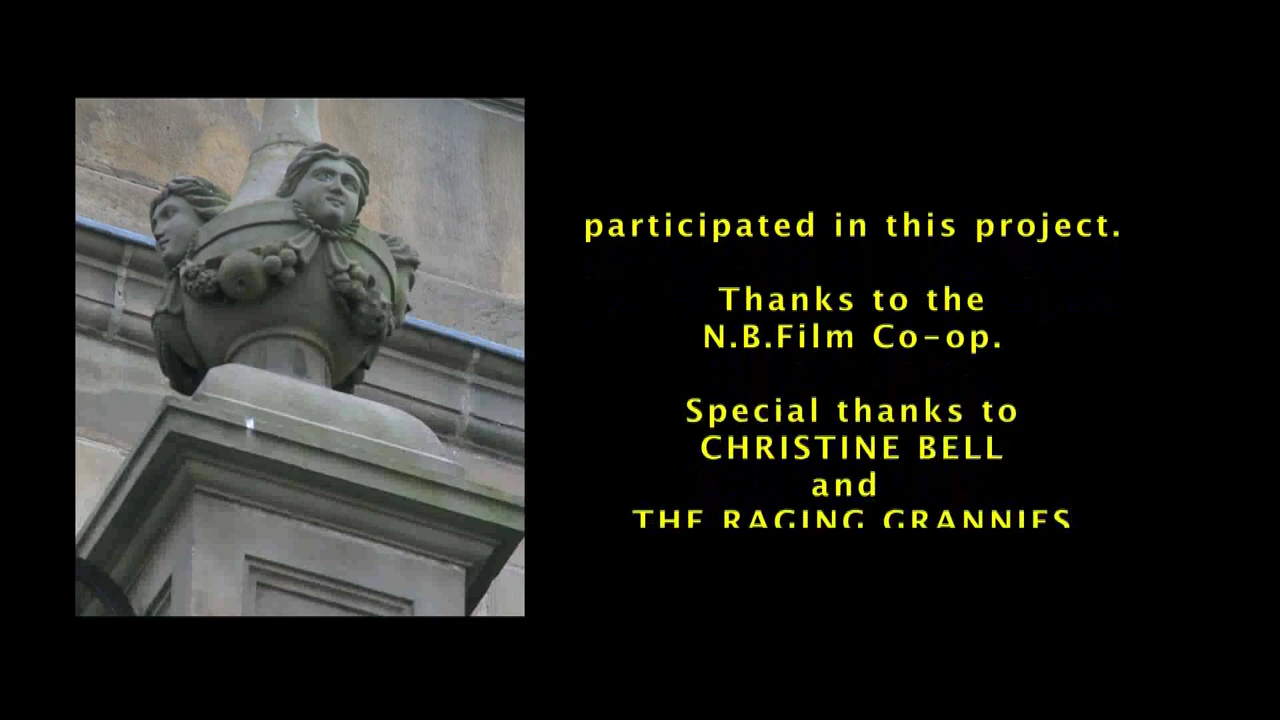 participated in this project.
Thanks to the
N.B.Film Co-op.
Special thanks to
CHRISTINE BELL
and
THE RAGING GRANNIES